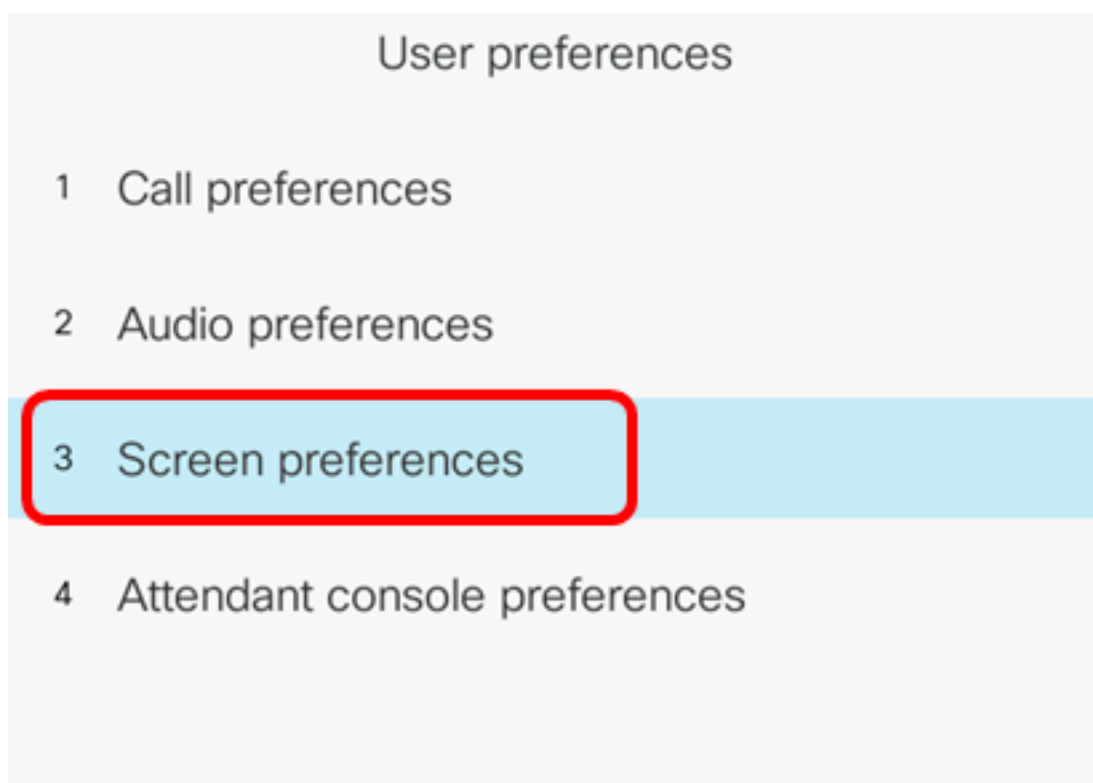 User preferences
1 Call preferences
2 Audio preferences
3 Screen preferences
4 Attendant console preferences